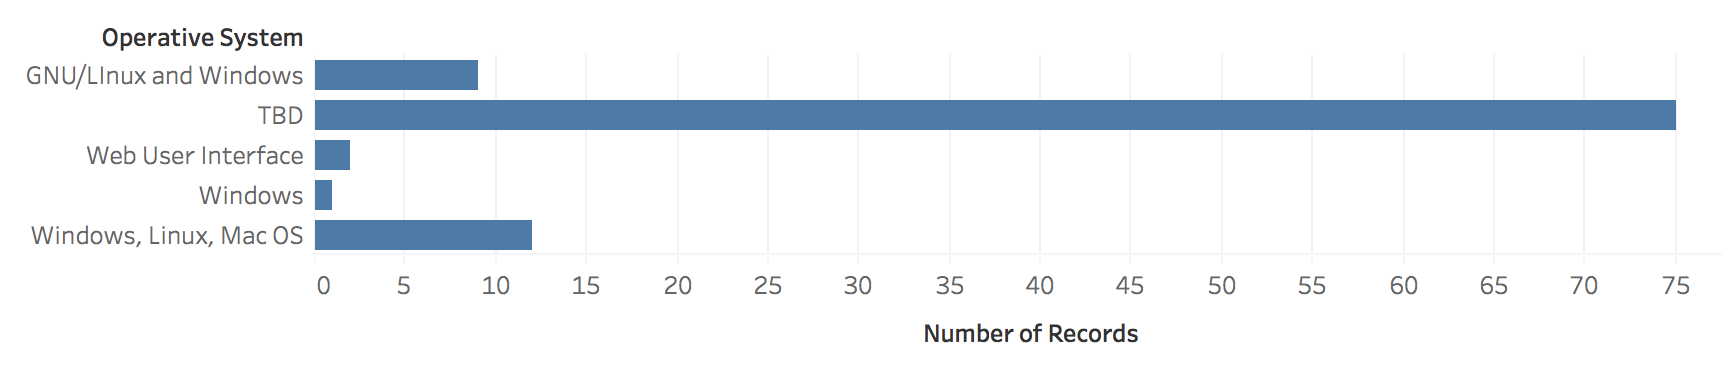 Operative System
GNU/LInux and Windows
TBD
Web User Interface
Windows
Windows, Linux, Mac OS
0 5 10 15 20 25 30 35 40 45 50 55 60 65 70 75
Number of Records